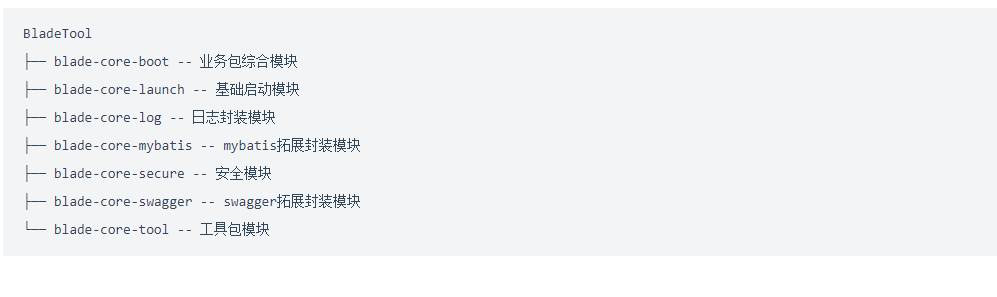 BladeTool
├── blade-core-boot -- 业务包综合模块
├── blade-core-launch -- 基础启动模块
├── blade-core-log -- 日志封装模块
├── blade-core-mybatis -- mybatis拓展封装模块
├── blade-core-secure -- 安全模块
├── blade-core-swagger -- swagger拓展封装模块
└── blade-core-tool -- 工具包模块